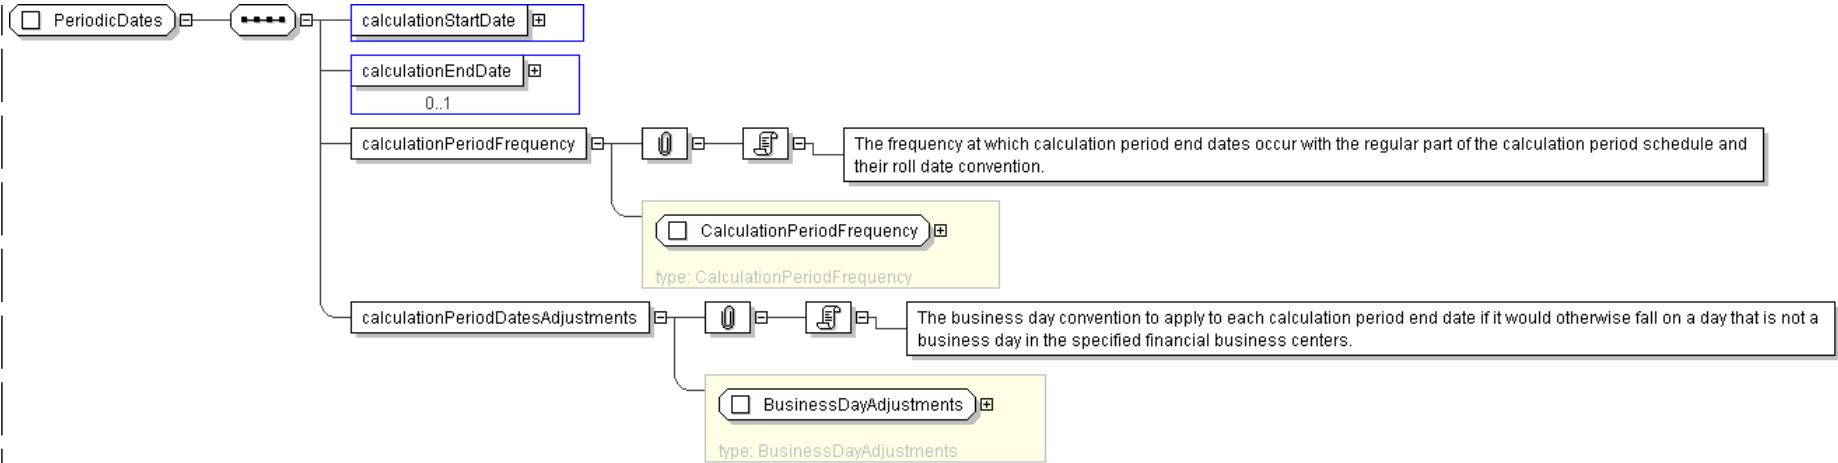 PeriodicDates
calculationStartDate
calculationEndDate
0..1
calculationPeriodFrequency
The frequency at which calculation period end dates occur with the regular part of the calculation period schedule and
their roll date convention.
CalculationPeriodFrequency
type: CalculationPeriodFrequency
calculationPeriodDatesAdjustments
The business day convention to apply to each calculation period end date if it would otherwise fall on a day that is not a
business day in the specified financial business centers.
BusinessDayAdjustments
type: BusinessDayAdjustments